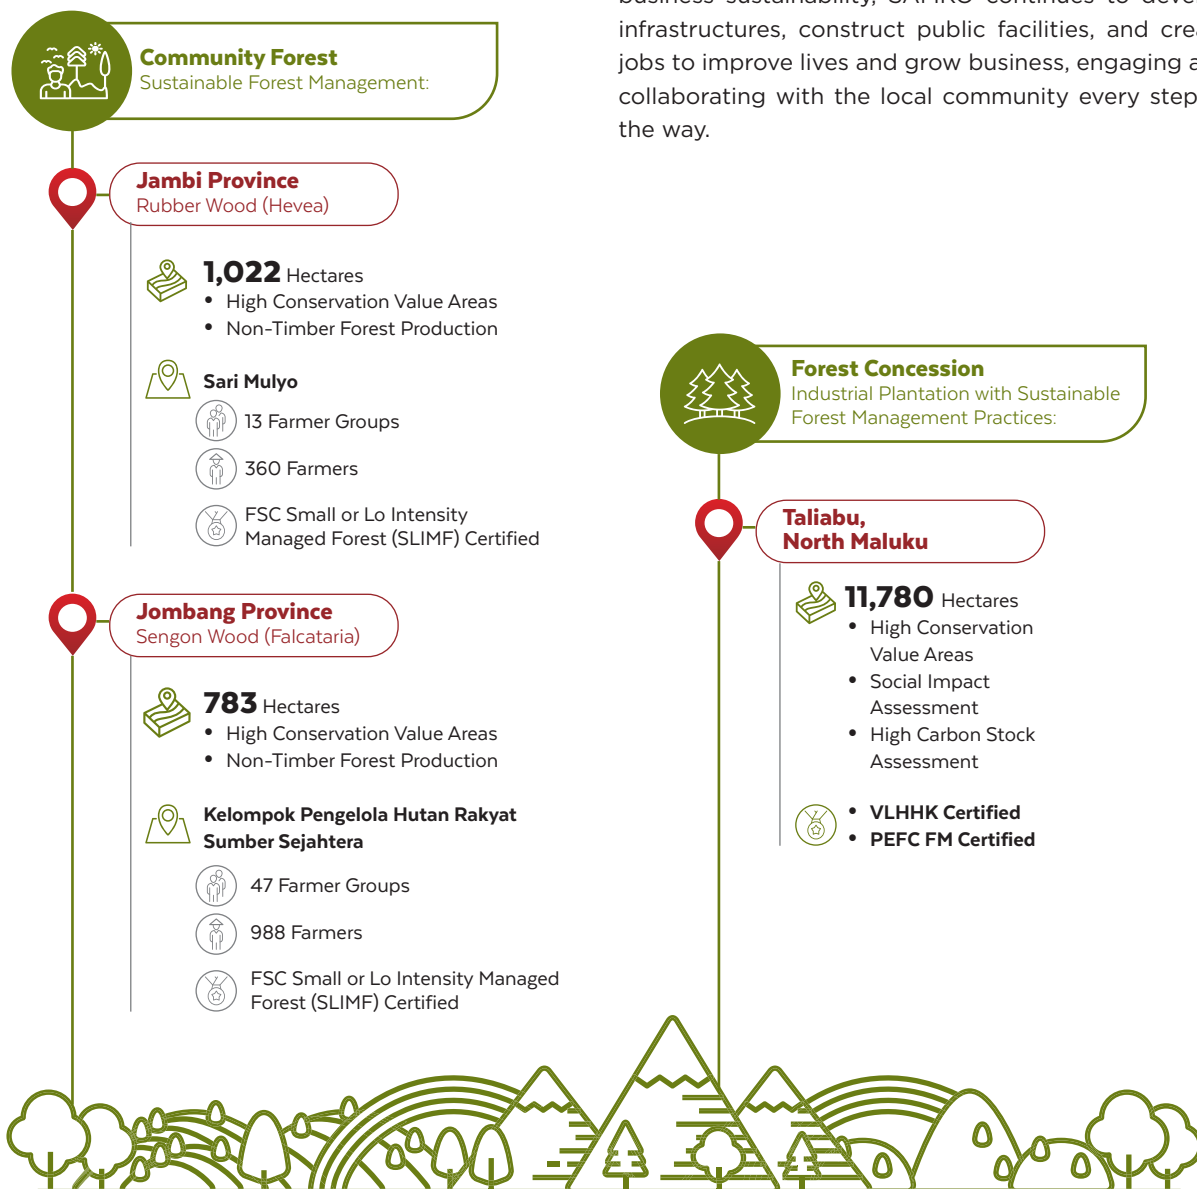 Community Forest
Sustainable Forest Management:
Jambi Province
Rubber Wood (Hevea)
1,022 Hectares
• High Conservation Value Areas
• Non-Timber Forest Production
Sari Mulyo
13 Farmer Groups
360 Farmers
FSC Small or Lo Intensity
Managed Forest (SLIMF) Certified
Jombang Province
Sengon Wood (Falcataria)
783 Hectares
• High Conservation Value Areas
• Non-Timber Forest Production
Kelompok Pengelola Hutan Rakyat
Sumber Sejahtera
47 Farmer Groups
988 Farmers
FSC Small or Lo Intensity Managed
Forest (SLIMF) Certified
infrastructures, construct public facilities, and
jobs to improve lives and grow business, engaging
collaborating with the local community every step
the way.
Forest Concession
Industrial Plantation with Sustainable
Forest Management Practices:
Taliabu,
North Maluku
11,780 Hectares
• High Conservation
Value Areas
• Social Impact
Assessment
• High Carbon Stock
Assessment
• VLHHK Certified
• PEFC FM Certified